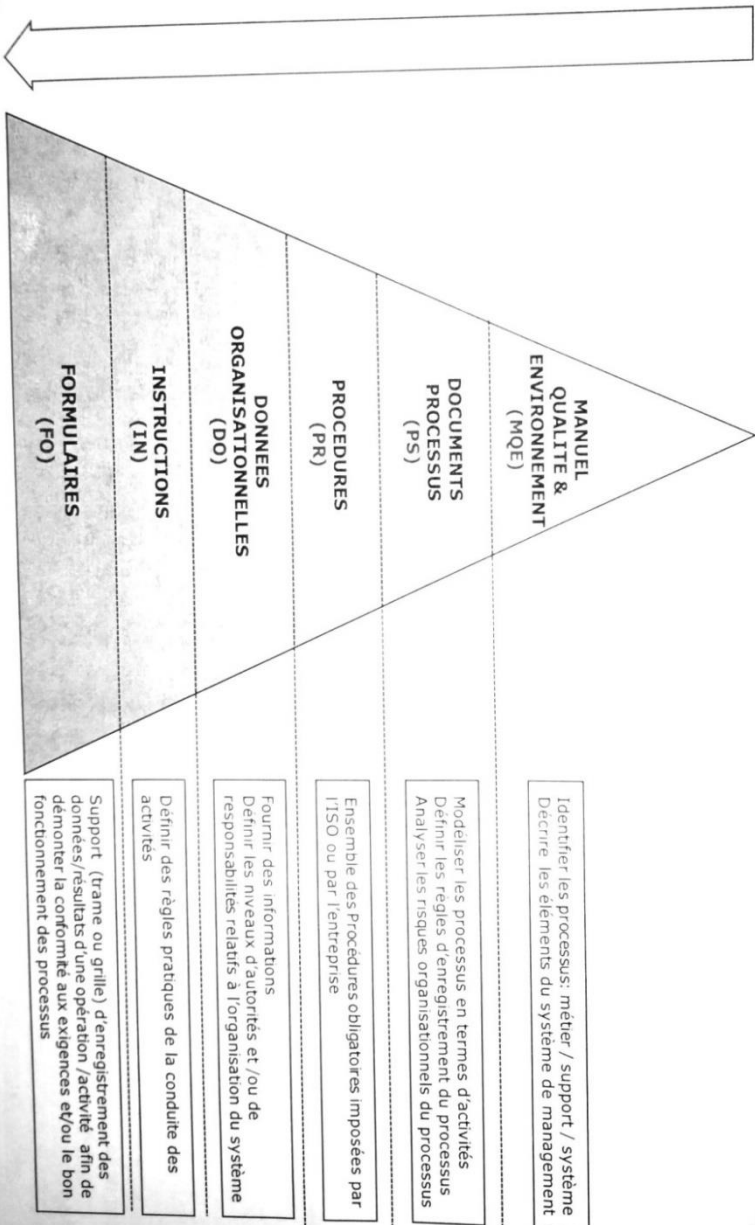 MANUEL
QUALITE &
ENVIRONNEMENT
(MQE)
Identifier les processus: métier / support / système
Décrire les éléments du système de management
DOCUMENTS
PROCESSUS
(PS)
Modéliser les processus en termes d'activités
Définir les règles d'enregistrement du processus
Analyser les risques organisationnels du processus
PROCEDURES
(PR)
Ensemble des Procédures obligatoires imposées par
l'ISO ou par l'entreprise
DONNEES
ORGANISATIONNELLES
(DO)
Fournir des informations
Définir les niveaux d'autorités et /ou de
responsabilités relatifs à l'organisation du système
INSTRUCTIONS
(IN)
Définir des règles pratiques de la conduite des
activités
FORMULAIRES
(FO)
Support (trame ou grille) d'enregistrement des
données/résultats d'une opération /activité afin de
démonter la conformité aux exigences et/ou le bon
fonctionnement des processus